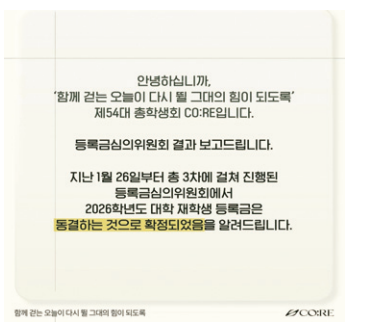 안녕하십니까,
'함께 걷는 오늘이 다시 뛸 그대의 힘이 되도록'
제54대 총학생회 CO:RE입니다.
등록금심의위원회 결과 보고드립니다.
지난 1월 26일부터 총 3차에 걸쳐 진행된
등록금심의위원회에서
2026학년도 대학 재학생 등록금은
동결하는 것으로 확정되었음을 알려드립니다.
함께 걷는 오늘이 다시 뛸 그대의 힘이 되도록
CO:RE